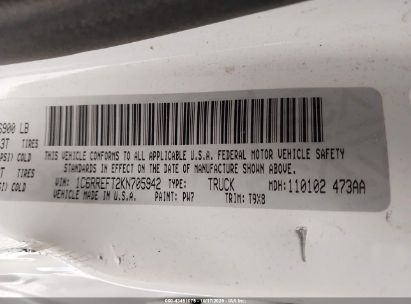 6900 LB
3T TIRES
PSI) COLD
T TIRES
PSI) COLD
THIS VEHICLE CONFORMS TO ALL APPLICABLE U.S.A. FEDERAL MOTOR VEHICLE SAFETY
STANDARDS IN EFFECT ON THE DATE OF MANUFACTURE SHOWN ABOVE.
VIN: 1C6RREFT2KN705942 TYPE: TRUCK MDH: 110102 473AA
VEHICLE MADE IN U.S.A. PAINT: PW7 TRIM: T9X8